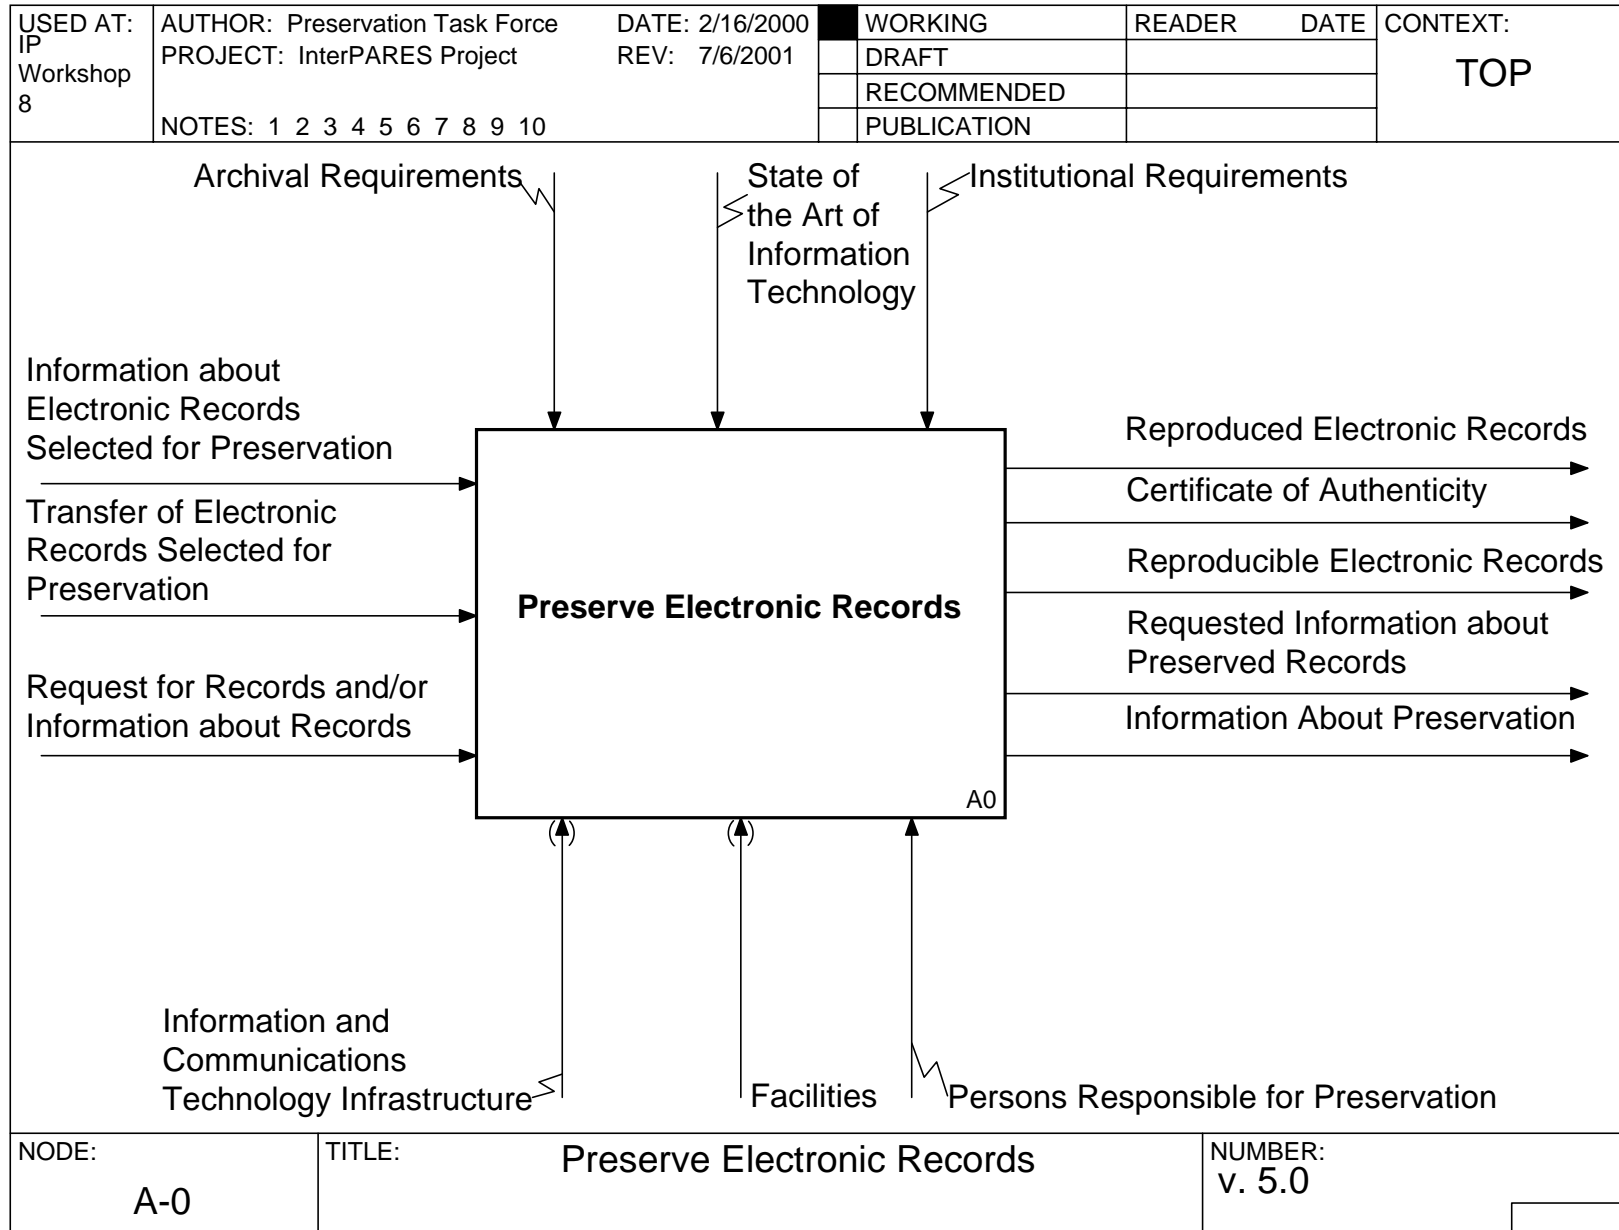 USED AT:
IP
Workshop
8
AUTHOR: Preservation Task Force
DATE: 2/16/2000
PROJECT: InterPARES Project
REV: 7/6/2001
NOTES: 1 2 3 4 5 6 7 8 9 10
WORKING
DRAFT
RECOMMENDED
PUBLICATION
READER DATE
CONTEXT:
TOP
Archival Requirements
State of
the Art of
Information
Technology
Institutional Requirements
Information about
Electronic Records
Selected for Preservation
Transfer of Electronic
Records Selected for
Preservation
Request for Records and/or
Information about Records
Preserve Electronic Records
A0
Reproduced Electronic Records
Certificate of Authenticity
Reproducible Electronic Records
Requested Information about
Preserved Records
Information About Preservation
Information and
Communications
Technology Infrastructure
Facilities
Persons Responsible for Preservation
NODE:
A-0
TITLE:
Preserve Electronic Records
NUMBER:
v. 5.0